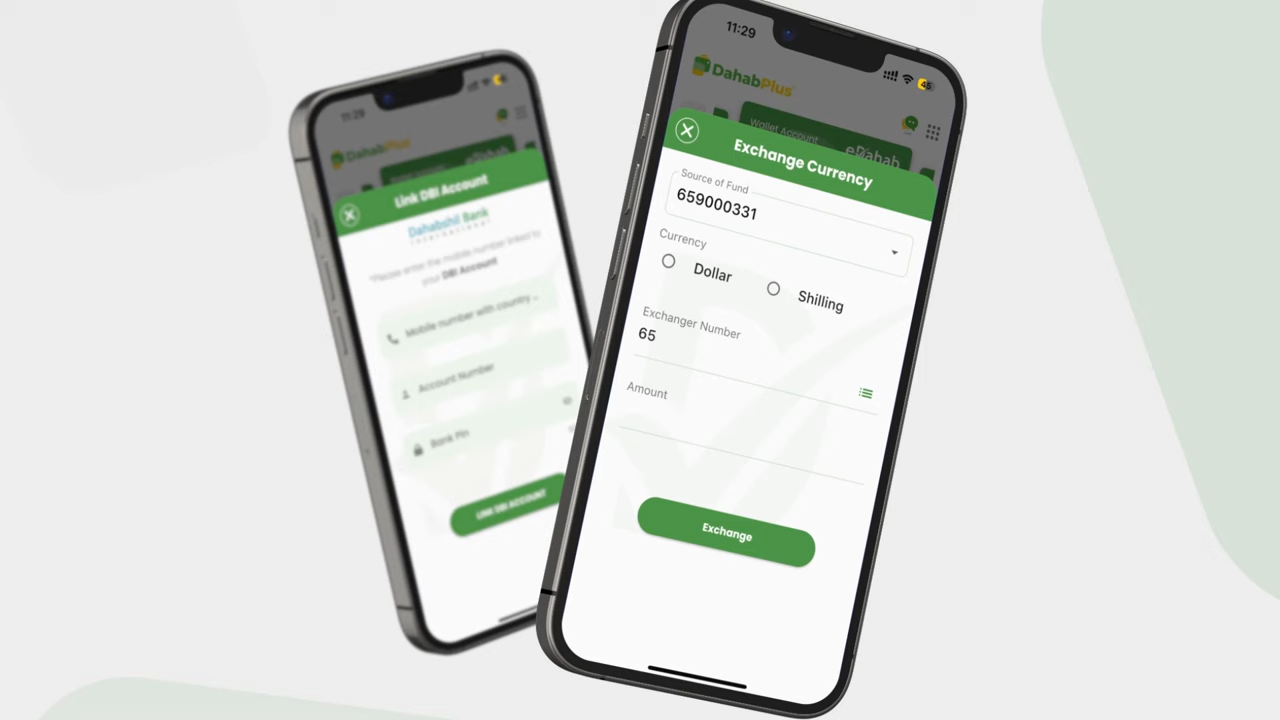 11:29
DahabPlus
Link DBI Account
Dahabshil Bank
International
*Please enter the mobile number linked by
your DBI Account
Mobile number with country ...
Account Number
Bank Pin
LINK DBI ACCOUNT
11:29
45
DahabPlus
Wallet Account
eDahab
Exchange Currency
Source of Fund
659000331
Currency
Dollar
Shilling
Exchanger Number
65
Amount
Exchange